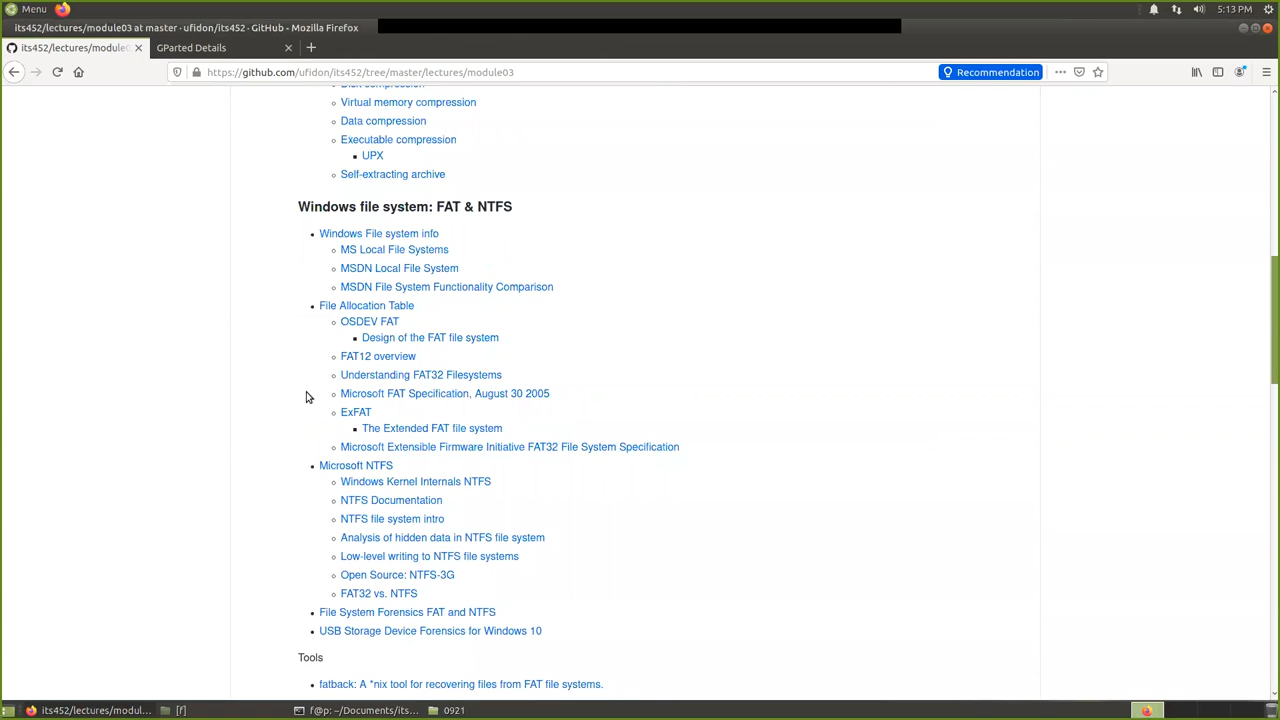 Menu
5:13 PM
its452/lectures/module03 at master · ufidon/its452 · GitHub - Mozilla Firefox
its452/lectures/module0
GParted Details
https://github.com/ufidon/its452/tree/master/lectures/module03
Recommendation
Virtual memory compression
Data compression
Executable compression
UPX
Self-extracting archive
Windows file system: FAT & NTFS
Windows File system info
MS Local File Systems
MSDN Local File System
MSDN File System Functionality Comparison
File Allocation Table
OSDEV FAT
Design of the FAT file system
FAT12 overview
Understanding FAT32 Filesystems
Microsoft FAT Specification, August 30 2005
ExFAT
The Extended FAT file system
Microsoft Extensible Firmware Initiative FAT32 File System Specification
Microsoft NTFS
Windows Kernel Internals NTFS
NTFS Documentation
NTFS file system intro
Analysis of hidden data in NTFS file system
Low-level writing to NTFS file systems
Open Source: NTFS-3G
FAT32 vs. NTFS
File System Forensics FAT and NTFS
USB Storage Device Forensics for Windows 10
Tools
fatback: A *nix tool for recovering files from FAT file systems.
its452/lectures/modul...
[f]
f@p: ~/Documents/its...
0921